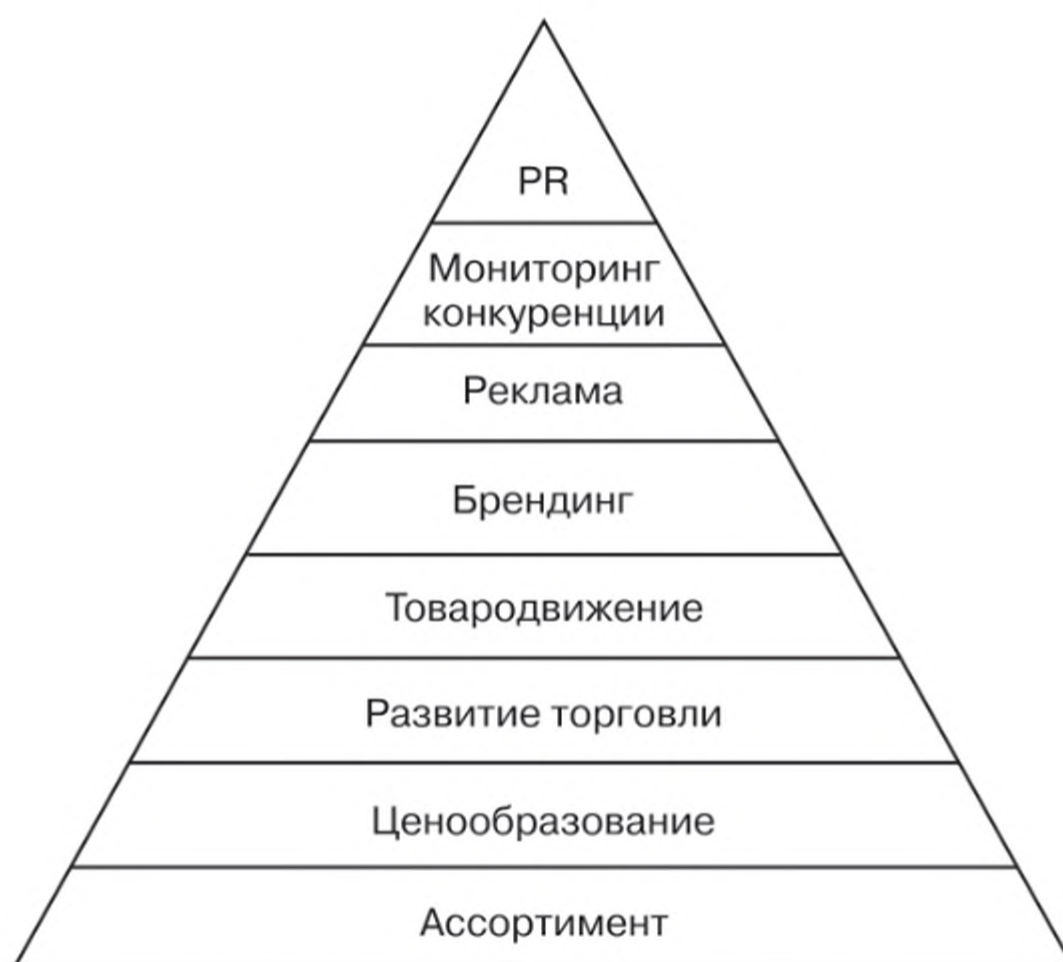 PR
Мониторинг
конкуренции
Реклама
Брендинг
Товародвижение
Развитие торговли
Ценообразование
Ассортимент